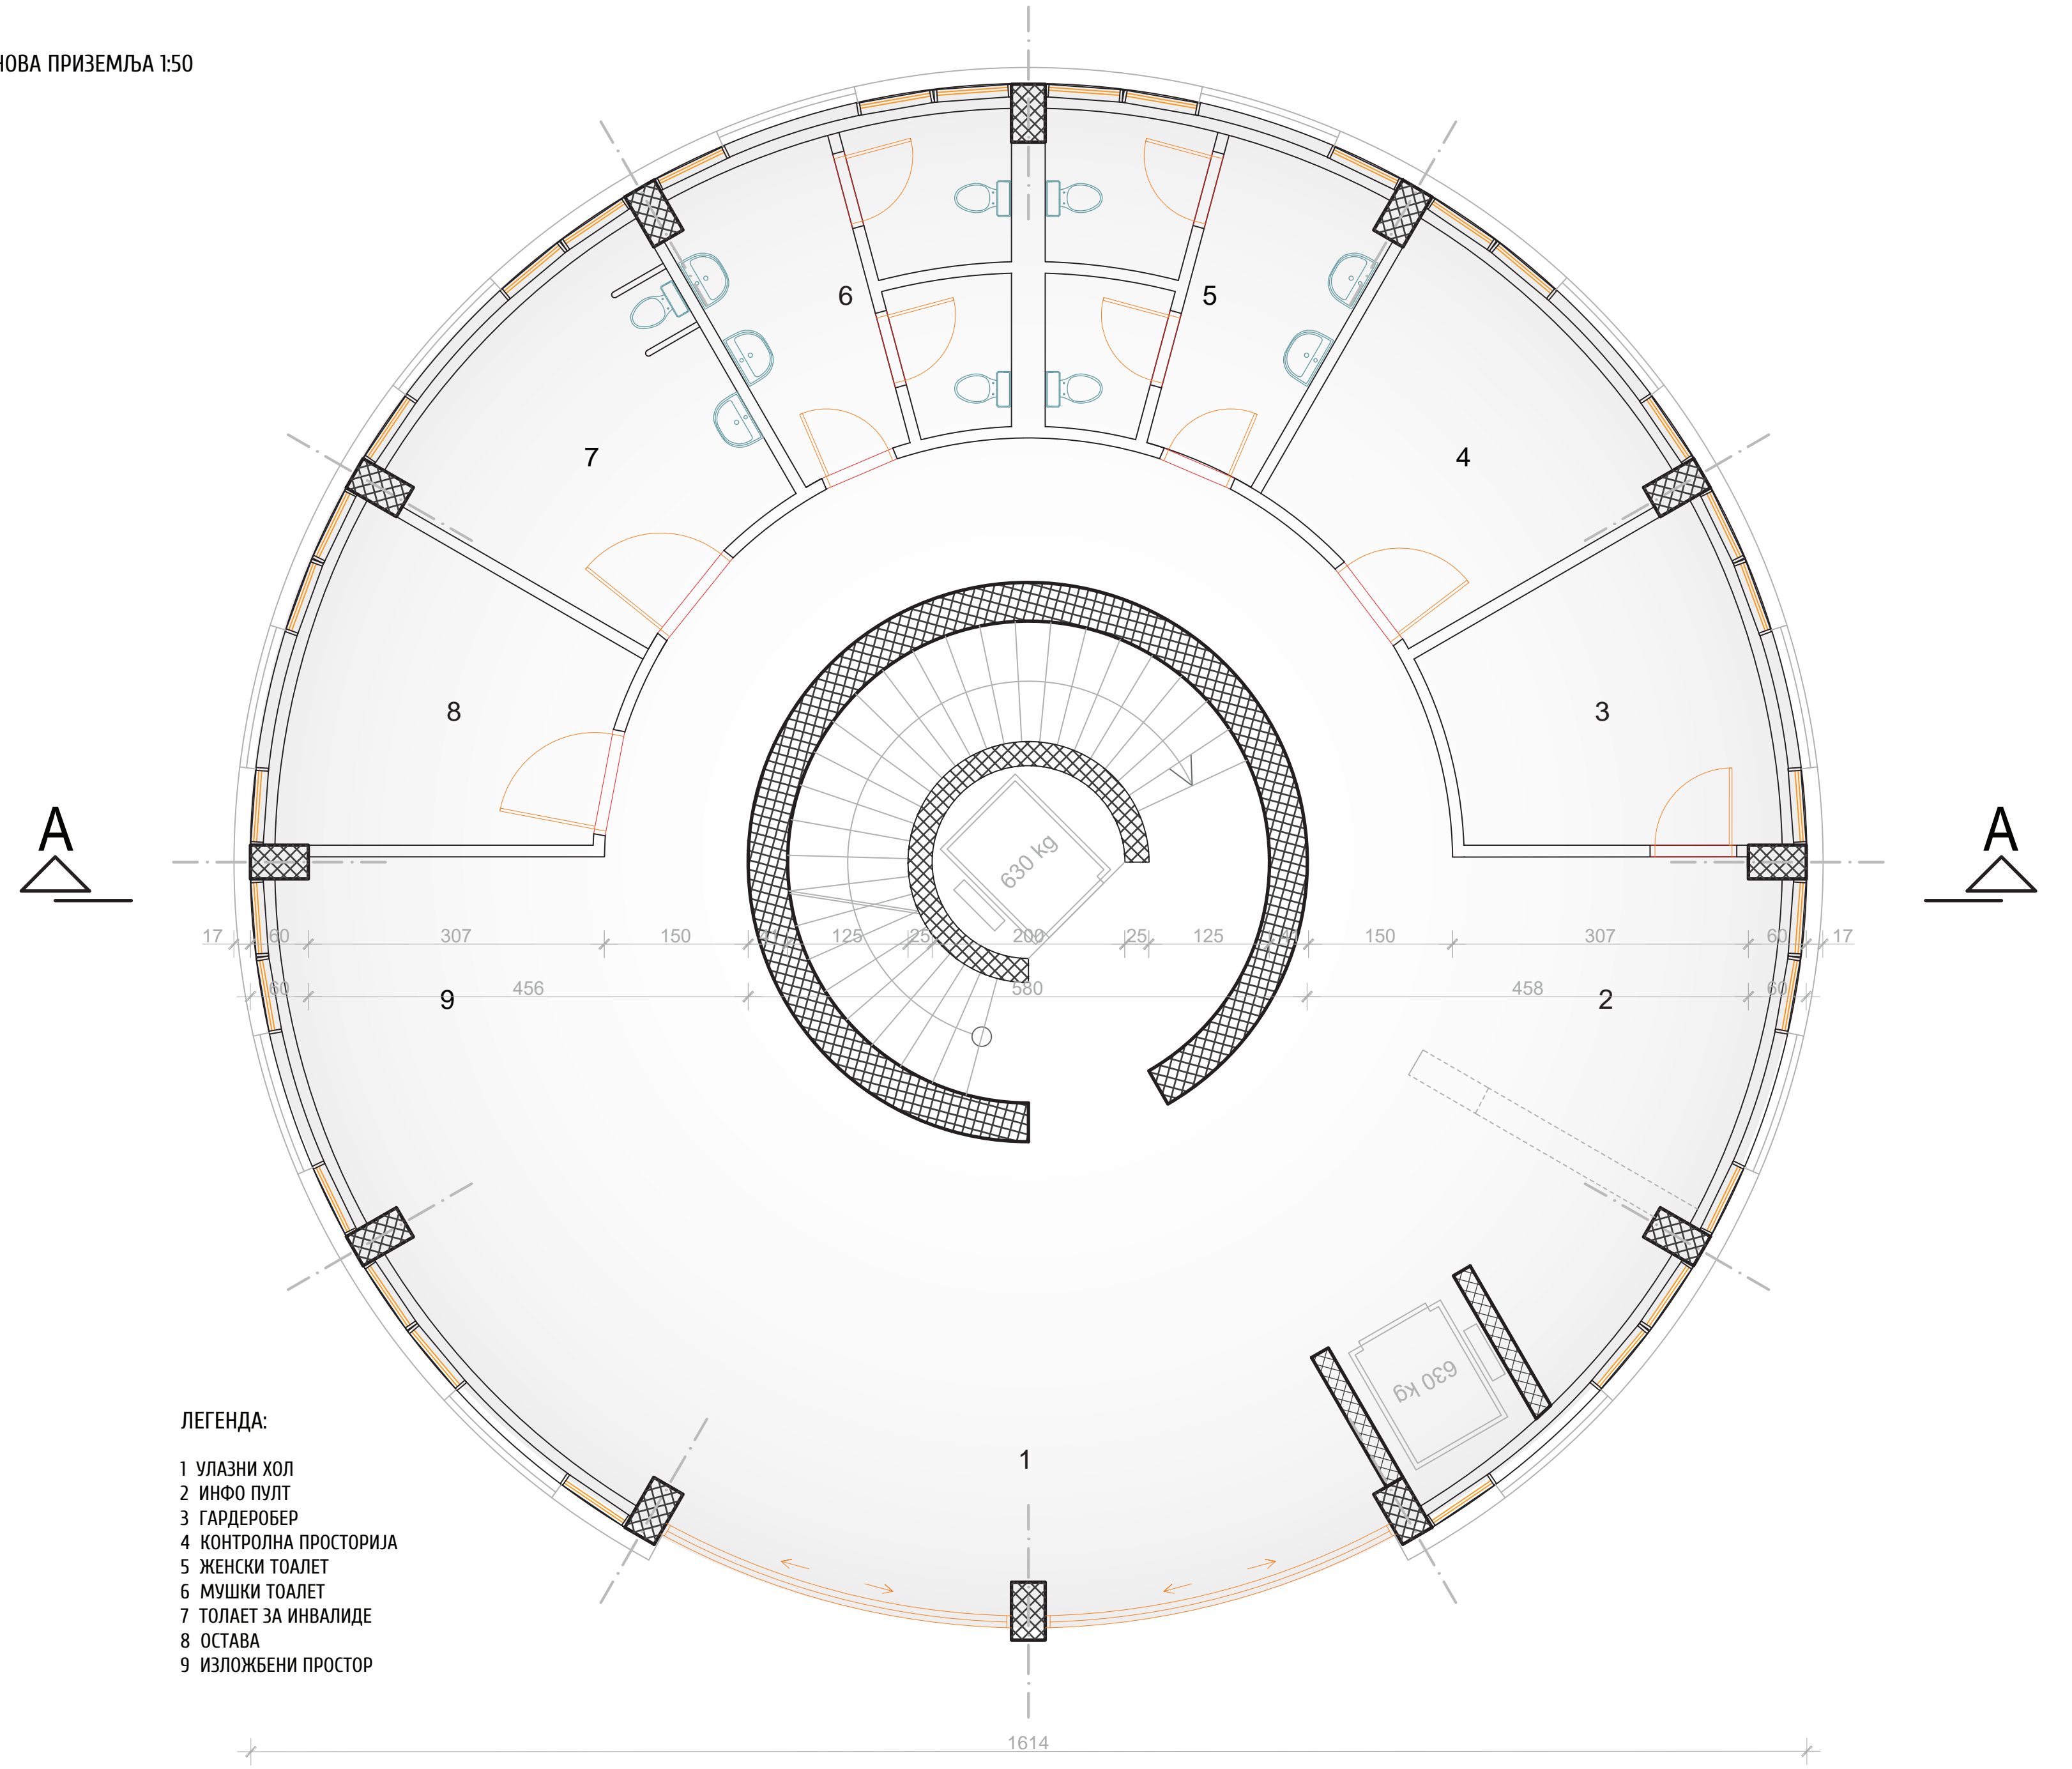 НОВА ПРИЗЕМЉА 1:50
6
5
7
4
8
3
A
A
630 kg
17 60 307 150 41 125 25 200 25 125 41 150 307 60 17
60 456 580 458 60
9
2
630 kg
1
ЛЕГЕНДА:
1 УЛАЗНИ ХОЛ
2 ИНФО ПУЛТ
3 ГАРДЕРОБЕР
4 КОНТРОЛНА ПРОСТОРИЈА
5 ЖЕНСКИ ТОАЛЕТ
6 МУШКИ ТОАЛЕТ
7 ТОЛАЕТ ЗА ИНВАЛИДЕ
8 ОСТАВА
9 ИЗЛОЖБЕНИ ПРОСТОР
1614